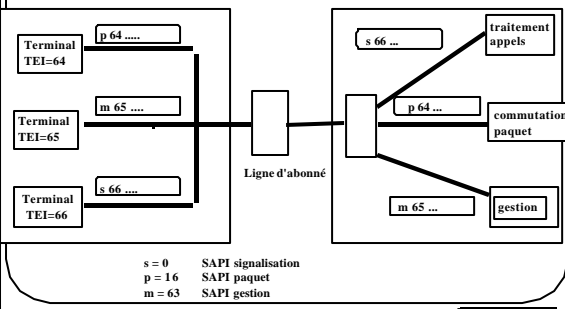 p 64 .....
Terminal
TEI=64
m 65 ....
Terminal
TEI=65
s 66 ....
Terminal
TEI=66
Ligne d'abonné
s 66 ...
traitement
appels
p 64 ...
commutation
paquet
m 65 ...
gestion
s = 0 SAPI signalisation
p = 16 SAPI paquet
m = 63 SAPI gestion